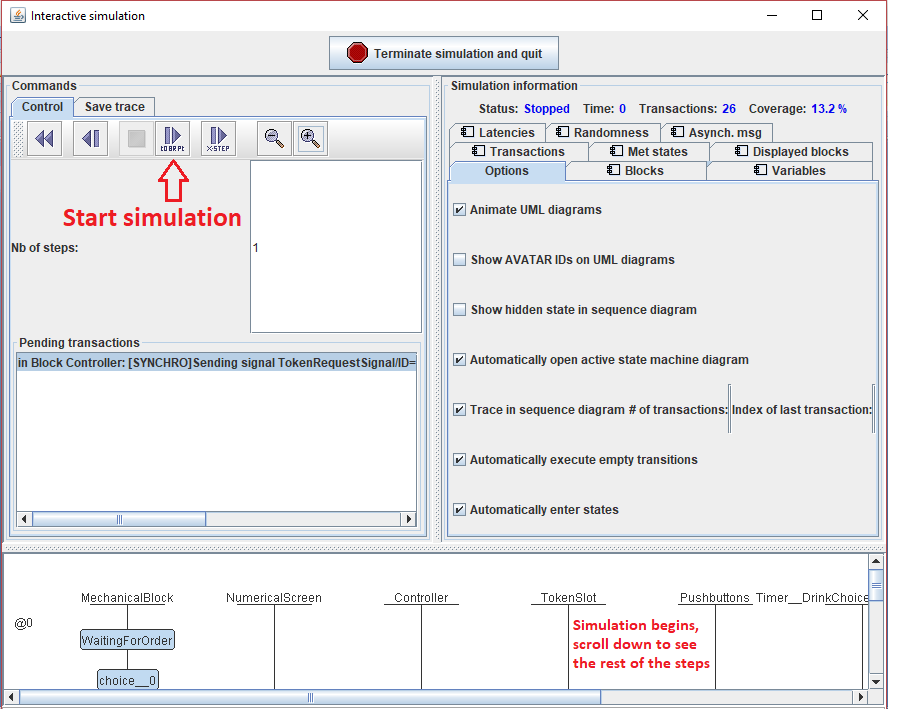 Interactive simulation
Terminate simulation and quit
Commands
Control
Save trace
toBRPt
X-STEP
Start simulation
Nb of steps:
1
Pending transactions
in Block Controller: [SYNCHRO]Sending signal TokenRequestSignal/ID=
Simulation information
Status: Stopped Time: 0 Transactions: 26 Coverage: 13.2 %
Latencies
Randomness
Asynch. msg
Transactions
Met states
Displayed blocks
Options
Blocks
Variables
Animate UML diagrams
Show AVATAR IDs on UML diagrams
Show hidden state in sequence diagram
Automatically open active state machine diagram
Trace in sequence diagram # of transactions: Index of last transaction:
Automatically execute empty transitions
Automatically enter states
MechanicalBlock NumericalScreen Controller TokenSlot Pushbuttons Timer__DrinkChoice
@0
WaitingForOrder
choice__0
Simulation begins,
scroll down to see
the rest of the steps